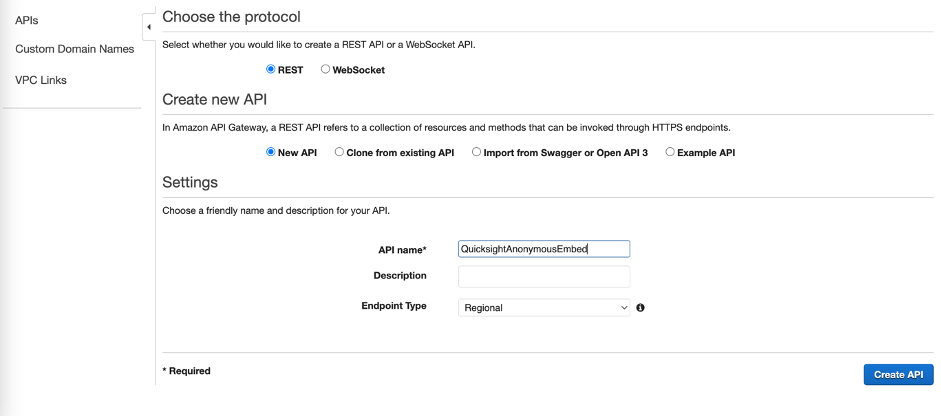 APIs
Custom Domain Names
VPC Links
Choose the protocol
Select whether you would like to create a REST API or a WebSocket API.
REST WebSocket
Create new API
In Amazon API Gateway, a REST API refers to a collection of resources and methods that can be invoked through HTTPS endpoints.
New API Clone from existing API Import from Swagger or Open API 3 Example API
Settings
Choose a friendly name and description for your API.
API name* QuicksightAnonymousEmbed
Description
Endpoint Type Regional
* Required
Create API